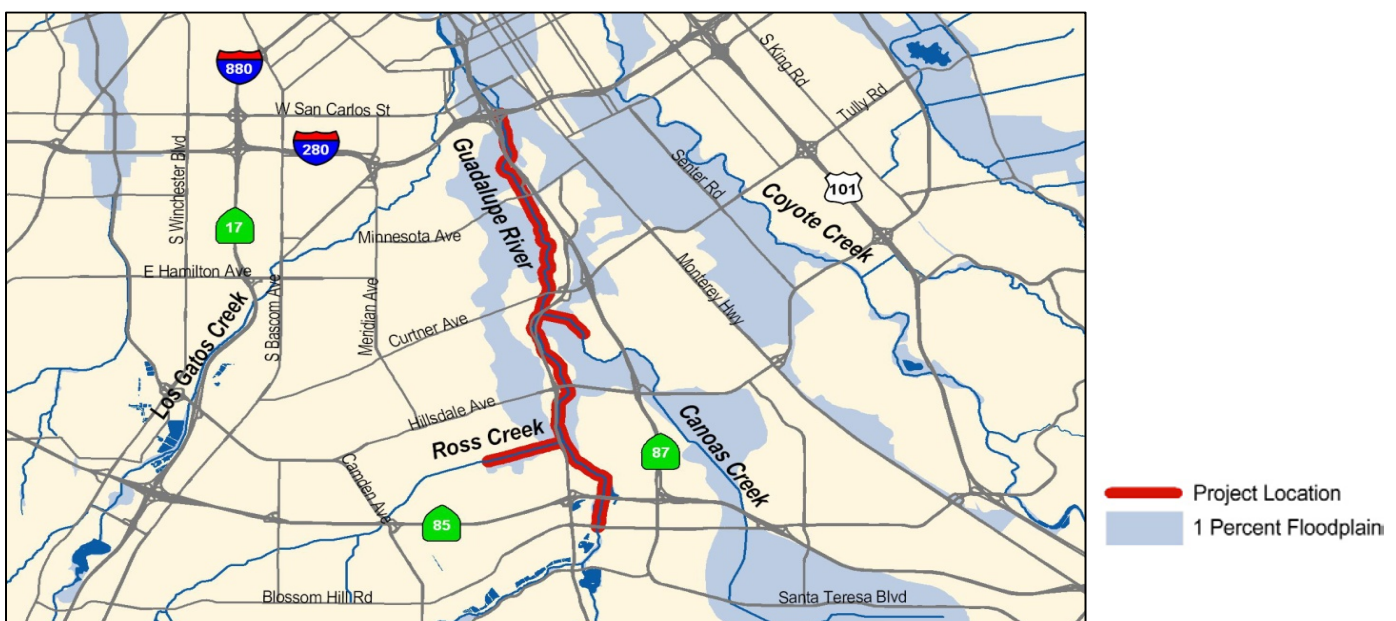 880
W San Carlos St
280
S King Rd
Tully Rd
S Winchester Blvd
Guadalupe River
Senter Rd
101
Coyote Creek
17
Minnesota Ave
E Hamilton Ave
Monterey Hwy
S Bascom Ave
Meridian Ave
Curtner Ave
Los Gatos Creek
Hillsdale Ave
Ross Creek
Canoas Creek
87
Camden Ave
85
Blossom Hill Rd
Santa Teresa Blvd
Project Location
1 Percent Floodplain